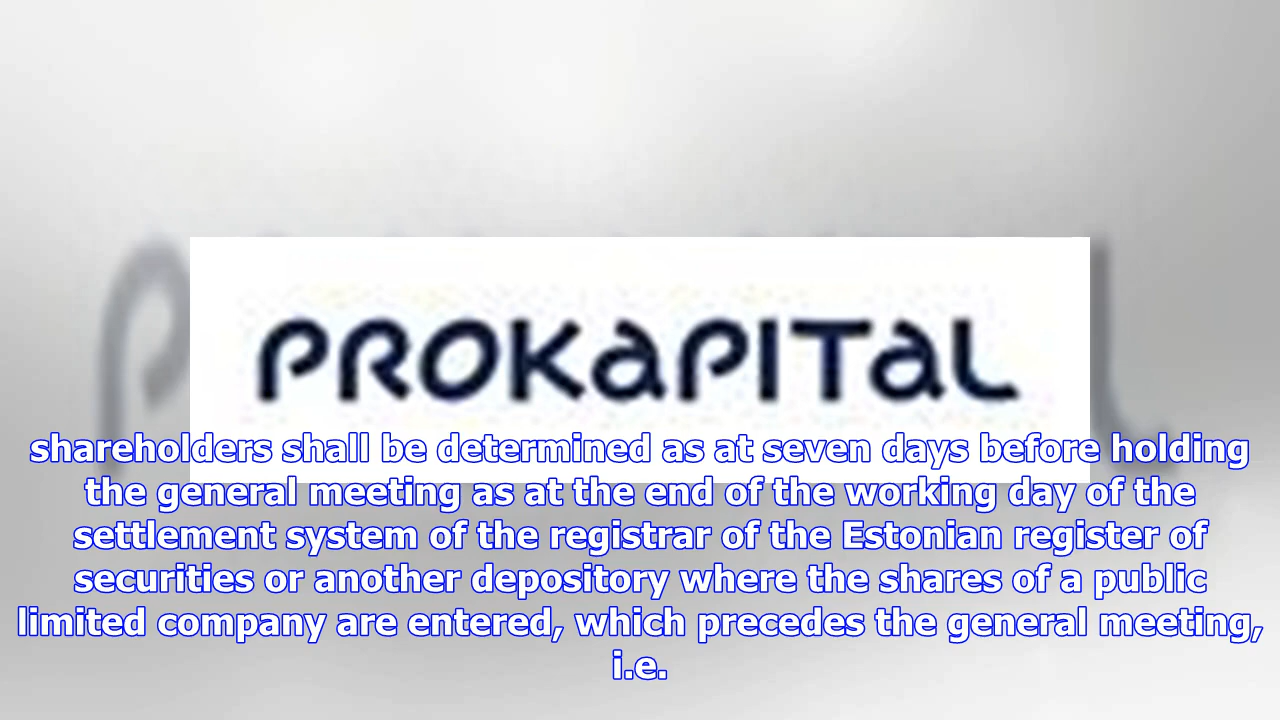 PROKAPITAL
shareholders shall be determined as at seven days before holding
the general meeting as at the end of the working day of the
settlement system of the registrar of the Estonian register of
securities or another depository where the shares of a public
limited company are entered, which precedes the general meeting,
i.e.